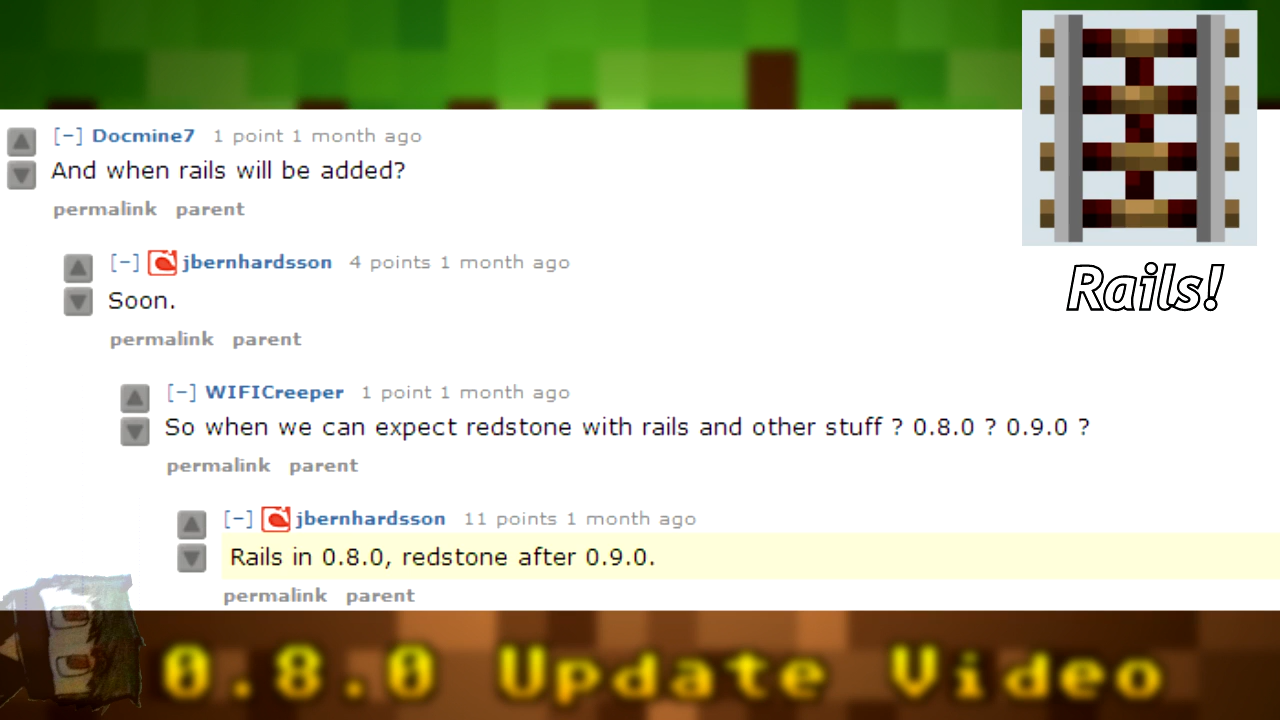 [−] Docmine7 1 point 1 month ago
And when rails will be added?
permalink parent
[−] jbernhardsson 4 points 1 month ago
Soon.
permalink parent
[−] WIFICreeper 1 point 1 month ago
So when we can expect redstone with rails and other stuff ? 0.8.0 ? 0.9.0 ?
permalink parent
[−] jbernhardsson 11 points 1 month ago
Rails in 0.8.0, redstone after 0.9.0.
permalink parent
Rails!
0.8.0 Update Video